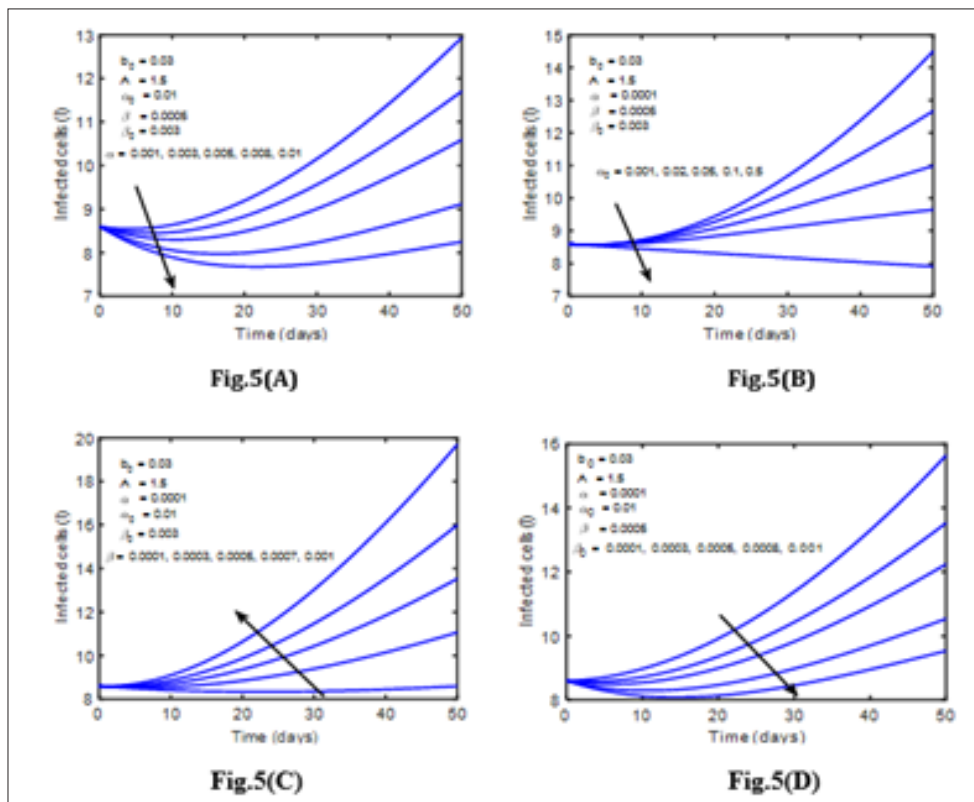 13
12
11
10
9
8
7
Infected cells (I)
b₀ = 0.03
A = 1.5
α₀ = 0.01
β = 0.0005
β₀ = 0.003
α = 0.001, 0.003, 0.005, 0.008, 0.01
0 10 20 30 40 50
Time (days)
Fig.5(A)
15
14
13
12
11
10
9
8
7
Infected cells (I)
b₀ = 0.03
A = 1.5
α = 0.0001
β = 0.0005
β₀ = 0.003
α₀ = 0.001, 0.02, 0.05, 0.1, 0.5
0 10 20 30 40 50
Time (days)
Fig.5(B)
20
18
16
14
12
10
8
Infected cells (I)
b₀ = 0.03
A = 1.5
α = 0.0001
α₀ = 0.01
β₀ = 0.003
β = 0.0001, 0.0003, 0.0005, 0.0007, 0.001
0 10 20 30 40 50
Time (days)
Fig.5(C)
16
14
12
10
8
Infected cells (I)
b₀ = 0.03
A = 1.5
α = 0.0001
α₀ = 0.01
β = 0.0005
β₀ = 0.0001, 0.0003, 0.0005, 0.0008, 0.001
0 10 20 30 40 50
Time (days)
Fig.5(D)